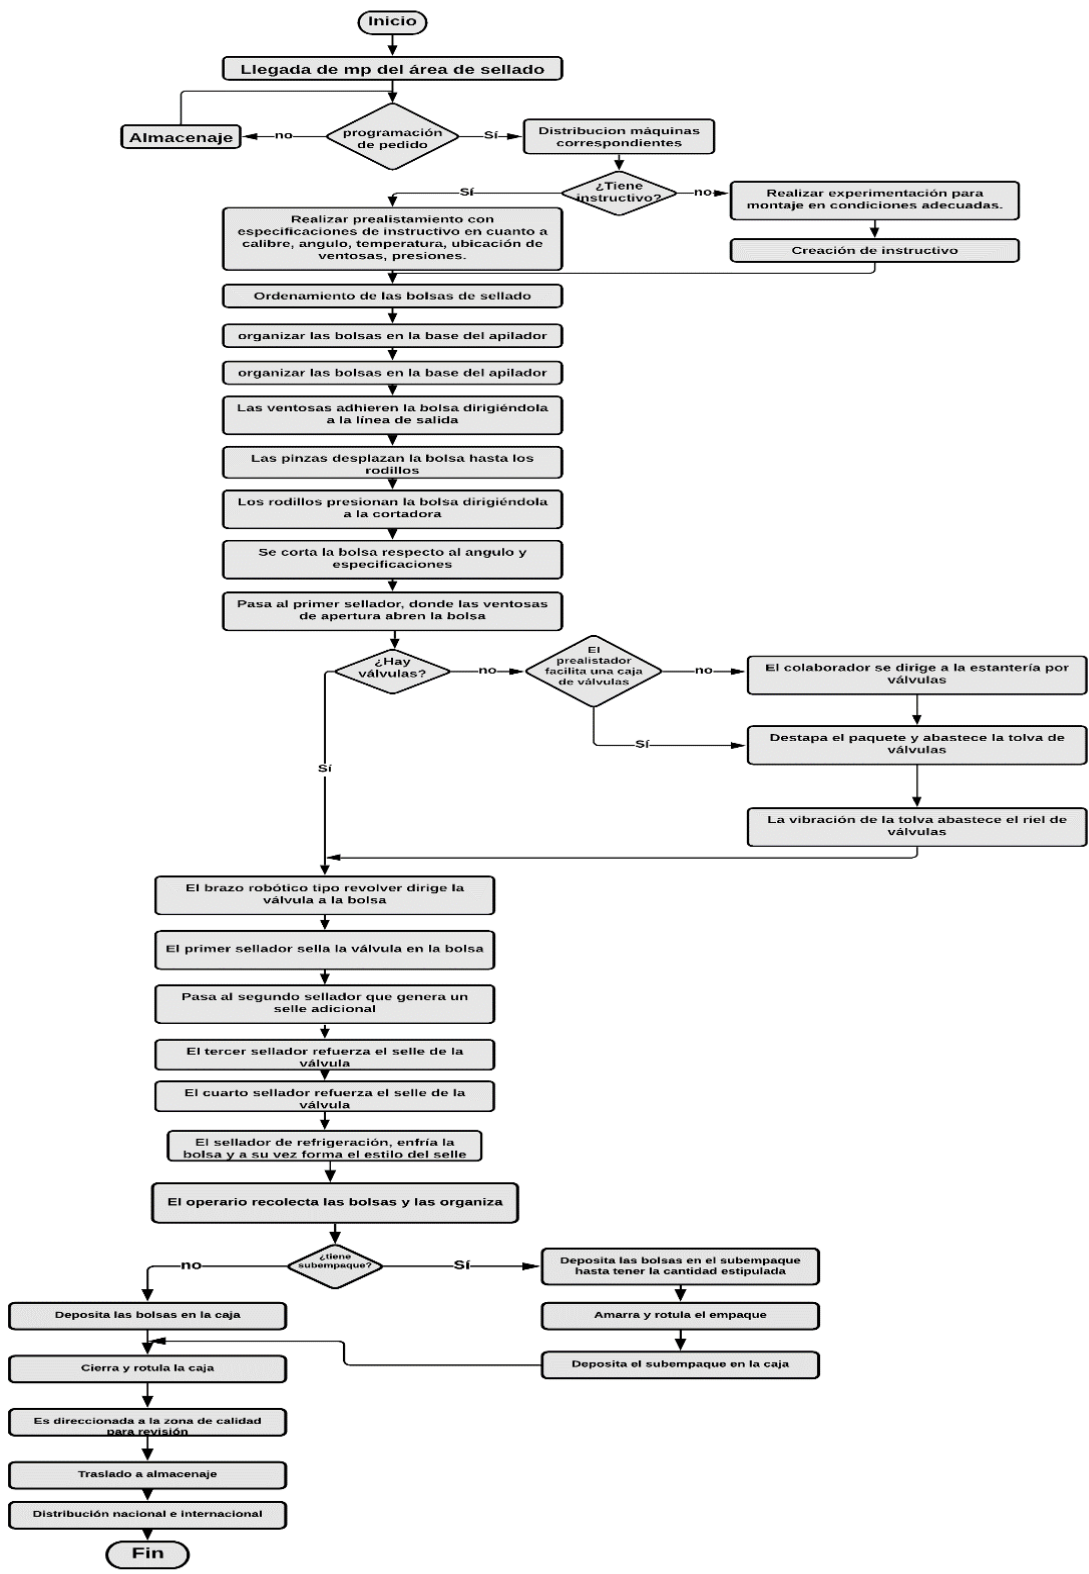 Inicio
Llegada de mp del área de sellado
Almacenaje
no
programación
de pedido
Sí
Distribucion máquinas
correspondientes
Sí
¿Tiene
instructivo?
no
Realizar experimentación para
montaje en condiciones adecuadas.
Realizar prealistamiento con
especificaciones de instructivo en cuanto a
calibre, angulo, temperatura, ubicación de
ventosas, presiones.
Creación de instructivo
Ordenamiento de las bolsas de sellado
organizar las bolsas en la base del apilador
organizar las bolsas en la base del apilador
Las ventosas adhieren la bolsa dirigiéndola
a la línea de salida
Las pinzas desplazan la bolsa hasta los
rodillos
Los rodillos presionan la bolsa dirigiéndola
a la cortadora
Se corta la bolsa respecto al angulo y
especificaciones
Pasa al primer sellador, donde las ventosas
de apertura abren la bolsa
¿Hay
válvulas?
no
El
prealistador
facilita una caja
de válvulas
no
El colaborador se dirige a la estantería por
válvulas
Sí
Destapa el paquete y abastece la tolva de
válvulas
Sí
La vibración de la tolva abastece el riel de
válvulas
El brazo robótico tipo revolver dirige la
válvula a la bolsa
El primer sellador sella la válvula en la bolsa
Pasa al segundo sellador que genera un
selle adicional
El tercer sellador refuerza el selle de la
válvula
El cuarto sellador refuerza el selle de la
válvula
El sellador de refrigeración, enfría la
bolsa y a su vez forma el estilo del selle
El operario recolecta las bolsas y las organiza
no
¿tiene
subempaque?
Sí
Deposita las bolsas en el subempaque
hasta tener la cantidad estipulada
Deposita las bolsas en la caja
Amarra y rotula el empaque
Cierra y rotula la caja
Deposita el subempaque en la caja
Es direccionada a la zona de calidad
para revisión
Traslado a almacenaje
Distribución nacional e internacional
Fin